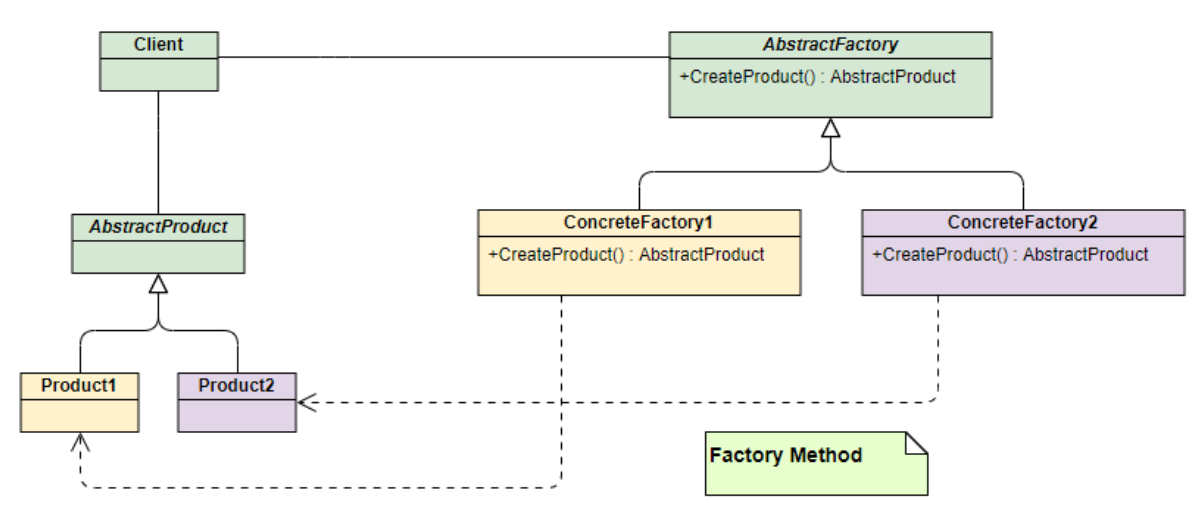 Client
AbstractFactory
+CreateProduct() : AbstractProduct
AbstractProduct
ConcreteFactory1
+CreateProduct() : AbstractProduct
ConcreteFactory2
+CreateProduct() : AbstractProduct
Product1
Product2
Factory Method